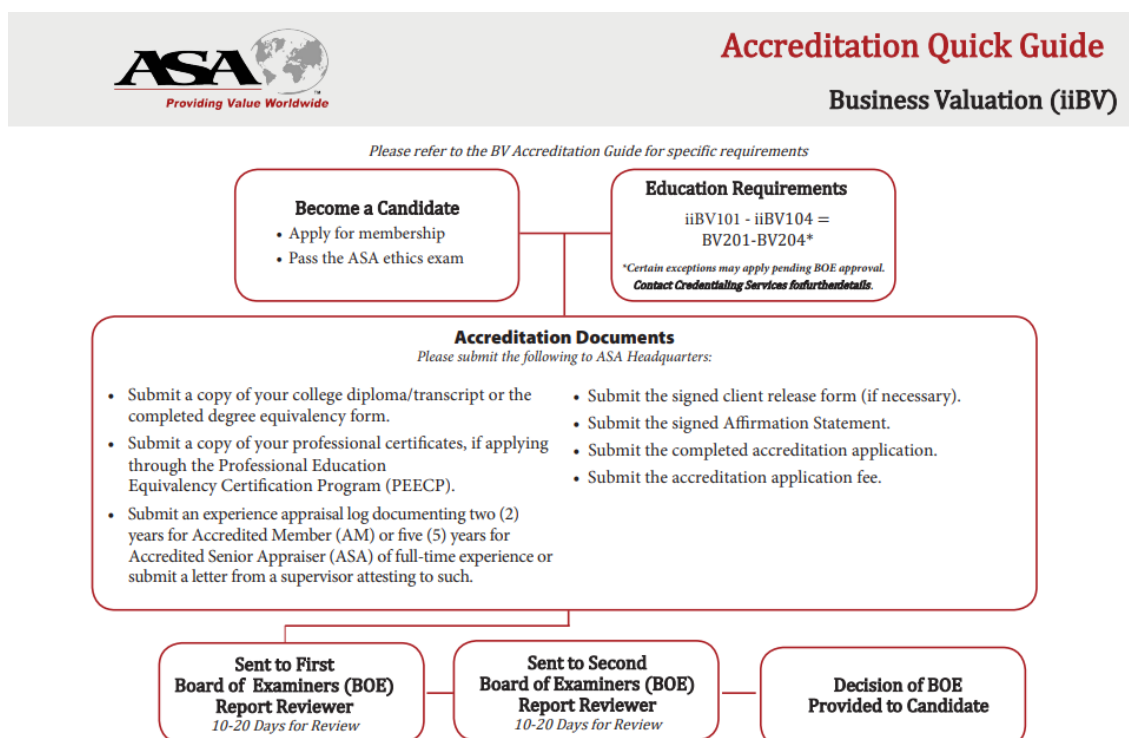 ASA
TM
Providing Value Worldwide
Accreditation Quick Guide
Business Valuation (iiBV)
Please refer to the BV Accreditation Guide for specific requirements
Become a Candidate
• Apply for membership
• Pass the ASA ethics exam
Education Requirements
iiBV101 - iiBV104 =
BV201-BV204*
*Certain exceptions may apply pending BOE approval.
Contact Credentialing Services forfurtherdetails.
Accreditation Documents
Please submit the following to ASA Headquarters:
• Submit a copy of your college diploma/transcript or the
completed degree equivalency form.
• Submit a copy of your professional certificates, if applying
through the Professional Education
Equivalency Certification Program (PEECP).
• Submit an experience appraisal log documenting two (2)
years for Accredited Member (AM) or five (5) years for
Accredited Senior Appraiser (ASA) of full-time experience or
submit a letter from a supervisor attesting to such.
• Submit the signed client release form (if necessary).
• Submit the signed Affirmation Statement.
• Submit the completed accreditation application.
• Submit the accreditation application fee.
Sent to First
Board of Examiners (BOE)
Report Reviewer
10-20 Days for Review
Sent to Second
Board of Examiners (BOE)
Report Reviewer
10-20 Days for Review
Decision of BOE
Provided to Candidate